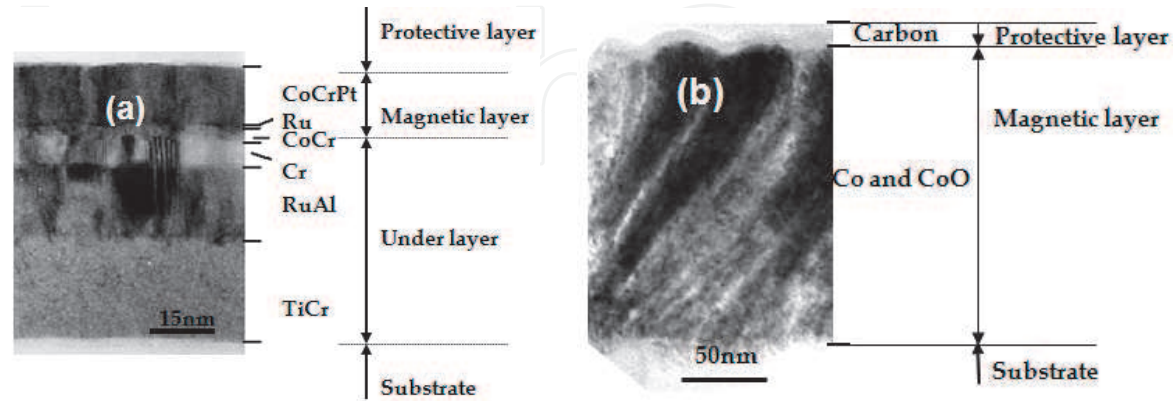 Protective layer
CoCrPt
(a)
Ru
Magnetic layer
CoCr
Cr
RuAl
Under layer
TiCr
15nm
Substrate
Carbon
Protective layer
(b)
Magnetic layer
Co and CoO
50nm
Substrate